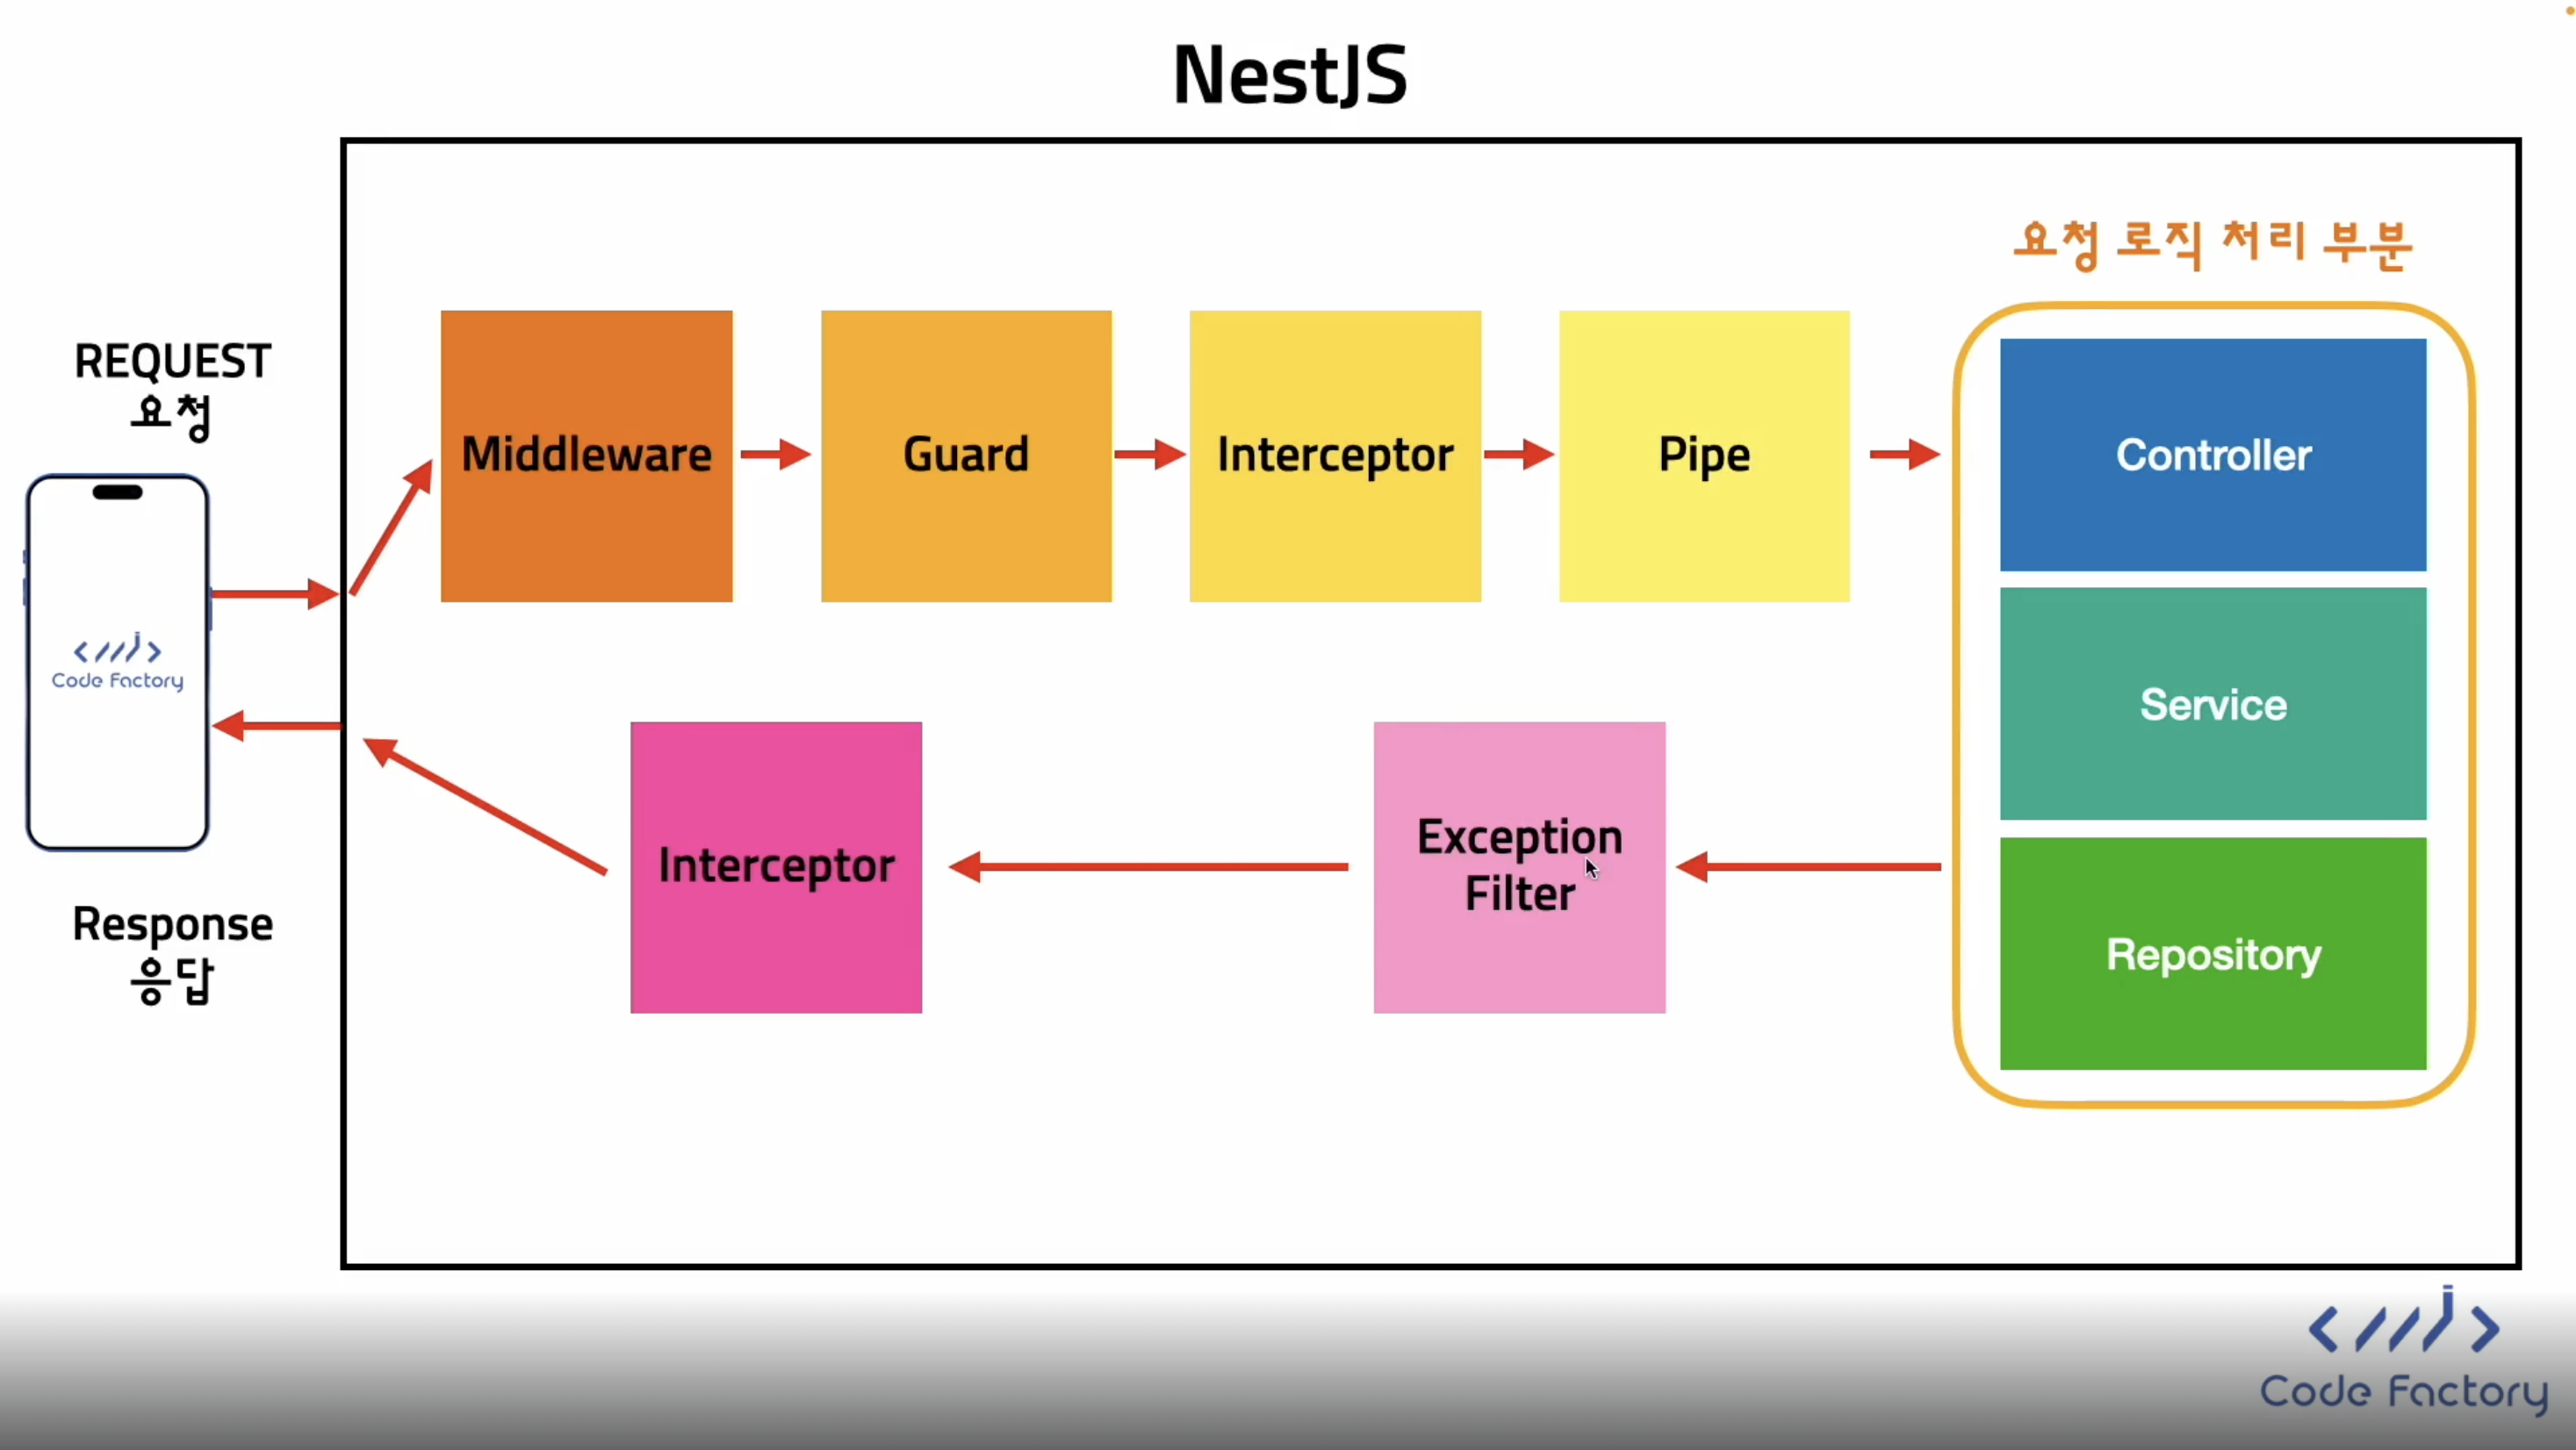 NestJS
요청 로직 처리 부분
REQUEST
요청
Middleware
Guard
Interceptor
Pipe
Controller
Service
Repository
Code Factory
Interceptor
Exception
Filter
Response
응답
Code Factory